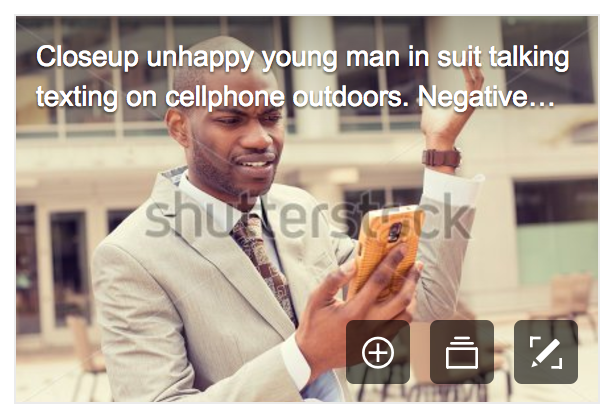 Closeup unhappy young man in suit talking
texting on cellphone outdoors. Negative…
shutterstock